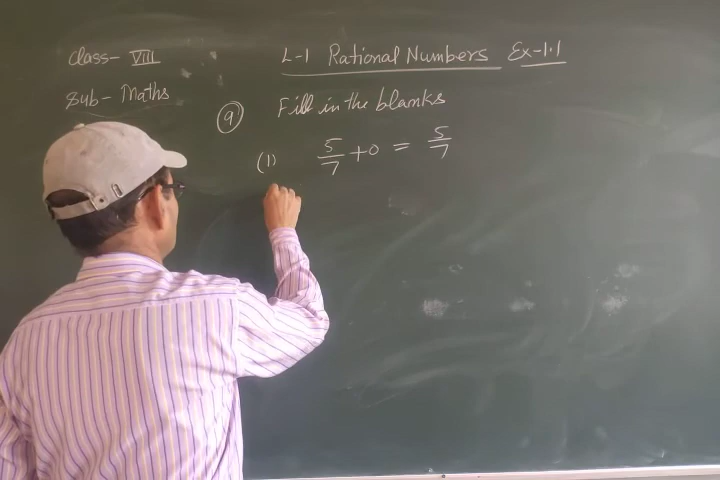 Class- VIII
Sub- Maths
L-1 Rational Numbers Ex-1.1
9 Fill in the blanks
(1) 5/7 + 0 = 5/7